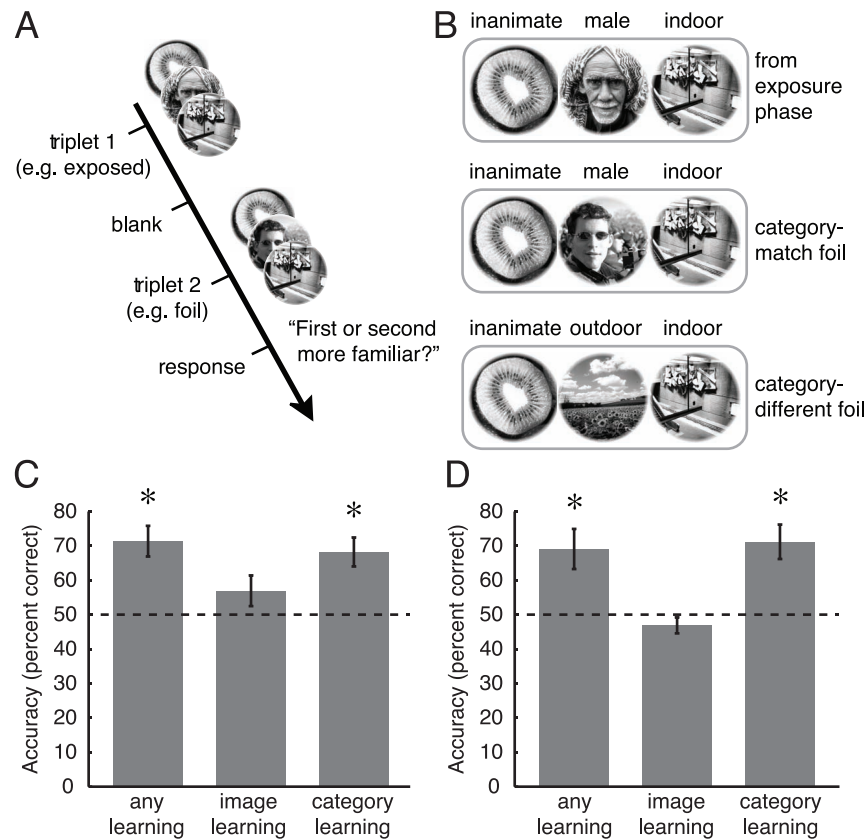 A
triplet 1
(e.g. exposed)
blank
triplet 2
(e.g. foil)
"First or second
more familiar?"
response
B
inanimate male indoor
from
exposure
phase
inanimate male indoor
category-
match foil
inanimate outdoor indoor
category-
different foil
C
Accuracy (percent correct)
80
70
60
50
40
30
20
10
0
* *
any
learning
image
learning
category
learning
D
Accuracy (percent correct)
80
70
60
50
40
30
20
10
0
* *
any
learning
image
learning
category
learning